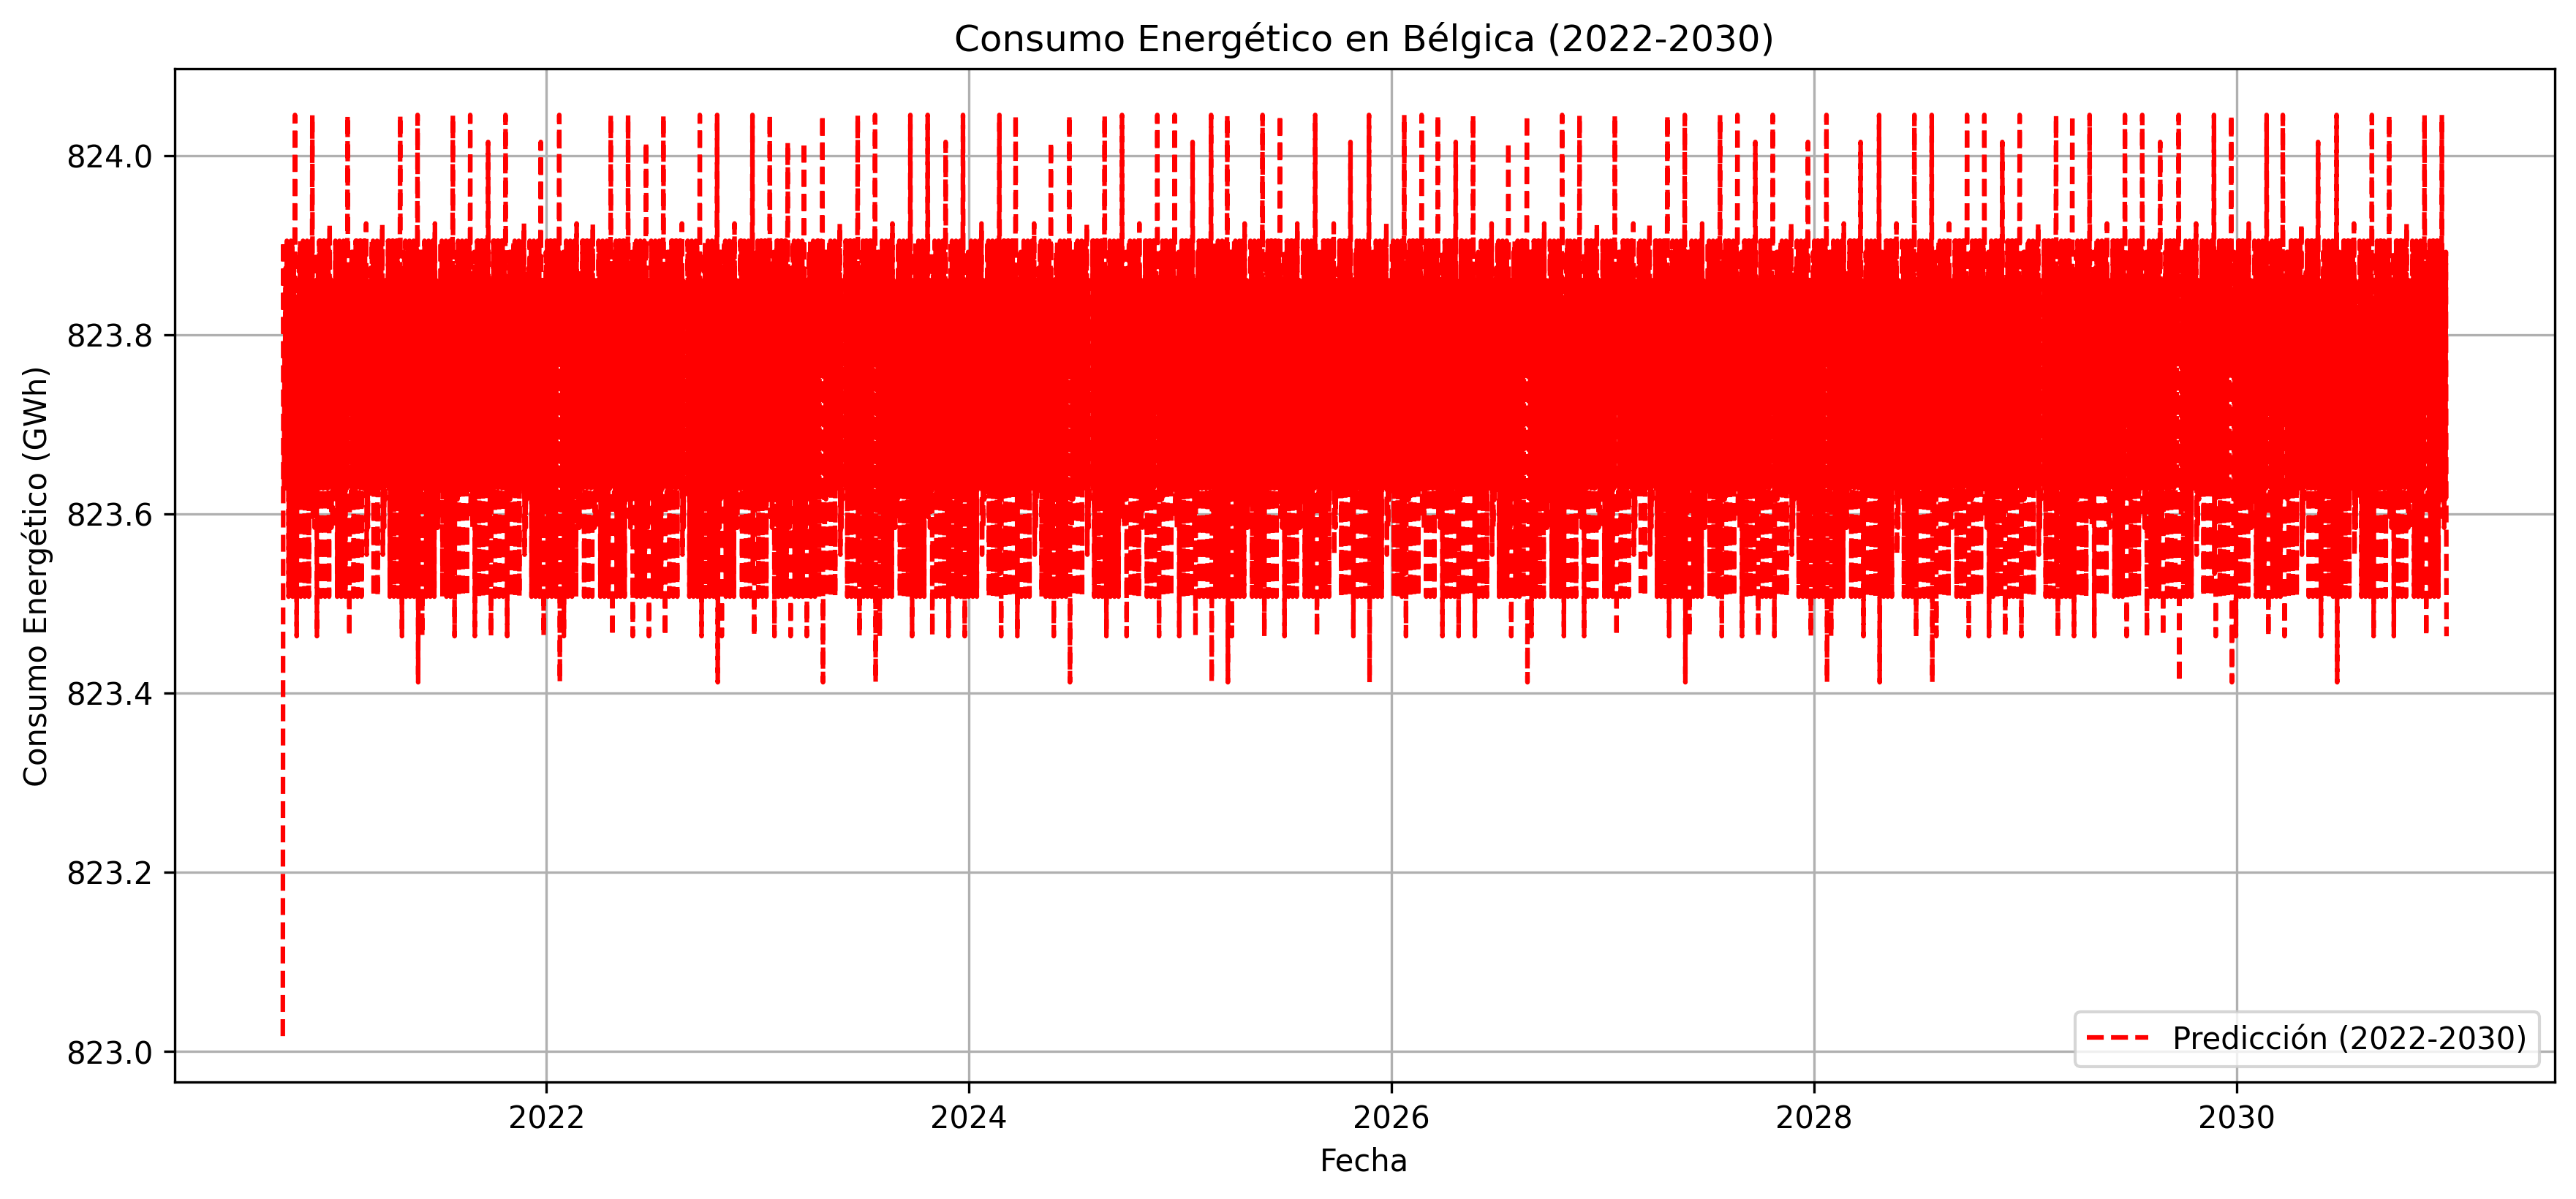 Consumo Energético en Bélgica (2022-2030)
Consumo Energético (GWh)
824.0
823.8
823.6
823.4
823.2
823.0
2022
2024
2026
2028
2030
Fecha
Predicción (2022-2030)